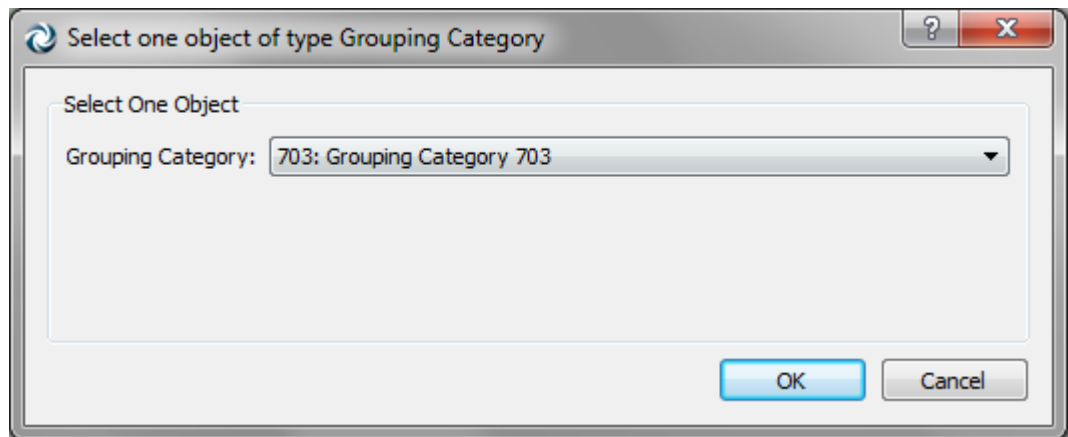 Select one object of type Grouping Category
Select One Object
Grouping Category: 703: Grouping Category 703
OK Cancel